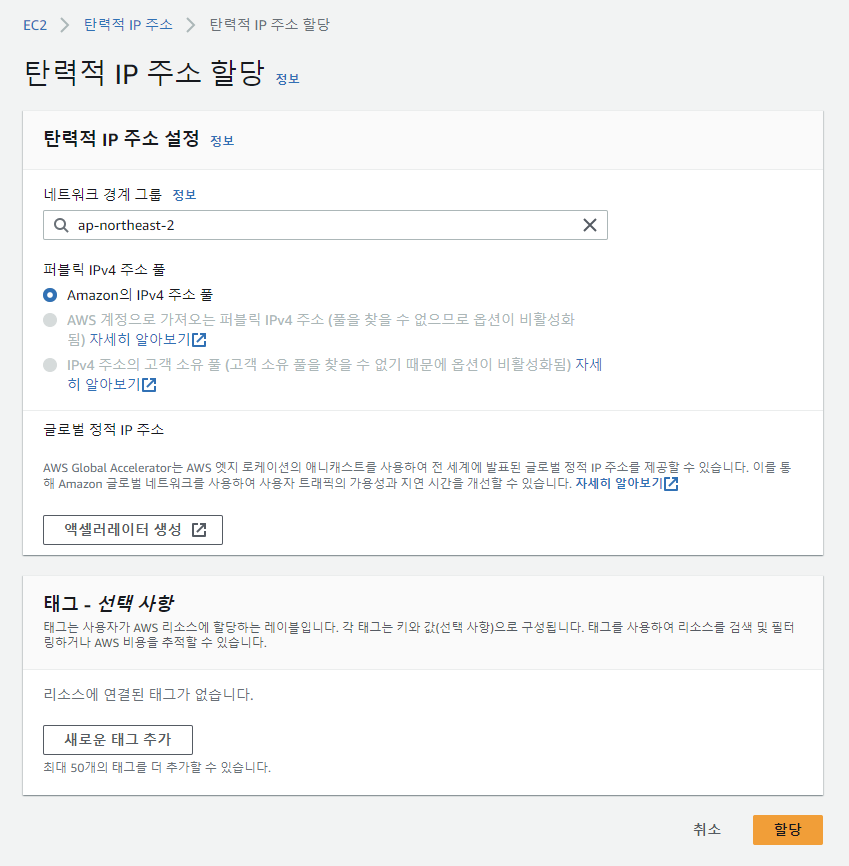 EC2 > 탄력적 IP 주소 > 탄력적 IP 주소 할당
탄력적 IP 주소 할당 정보
탄력적 IP 주소 설정 정보
네트워크 경계 그룹 정보
ap-northeast-2
퍼블릭 IPv4 주소 풀
Amazon의 IPv4 주소 풀
AWS 계정으로 가져오는 퍼블릭 IPv4 주소 (풀을 찾을 수 없으므로 옵션이 비활성화
됨) 자세히 알아보기
IPv4 주소의 고객 소유 풀 (고객 소유 풀을 찾을 수 없기 때문에 옵션이 비활성화됨) 자세
히 알아보기
글로벌 정적 IP 주소
AWS Global Accelerator는 AWS 엣지 로케이션의 애니캐스트를 사용하여 전 세계에 발표된 글로벌 정적 IP 주소를 제공할 수 있습니다. 이를 통
해 Amazon 글로벌 네트워크를 사용하여 사용자 트래픽의 가용성과 지연 시간을 개선할 수 있습니다. 자세히 알아보기
액셀러레이터 생성
태그 - 선택 사항
태그는 사용자가 AWS 리소스에 할당하는 레이블입니다. 각 태그는 키와 값(선택 사항)으로 구성됩니다. 태그를 사용하여 리소스를 검색 및 필터
링하거나 AWS 비용을 추적할 수 있습니다.
리소스에 연결된 태그가 없습니다.
새로운 태그 추가
최대 50개의 태그를 더 추가할 수 있습니다.
취소 할당